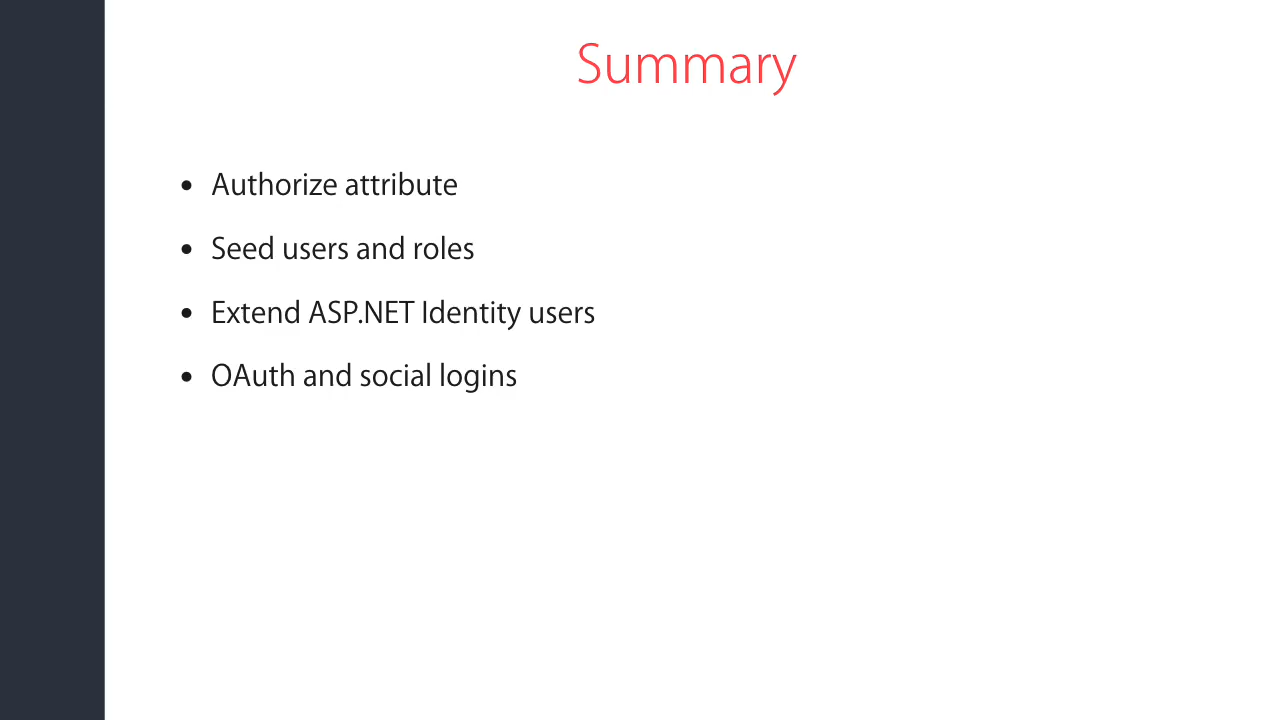 Summary
• Authorize attribute
• Seed users and roles
• Extend ASP.NET Identity users
• OAuth and social logins